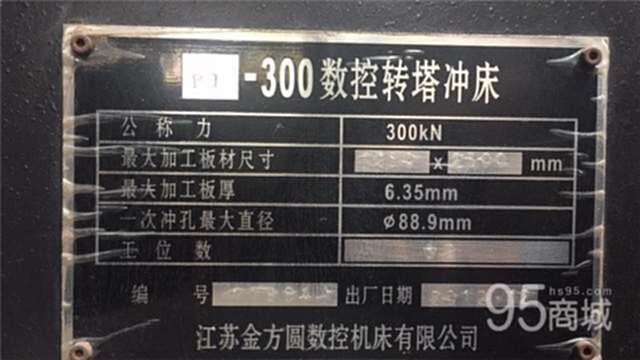 -300数控转塔冲床
公称力 300kN
最大加工板材尺寸 x mm
最大加工板厚 6.35mm
一次冲孔最大直径 ø88.9mm
工位数
编号 出厂日期
江苏金方圆数控机床有限公司
95商城
hs95.com